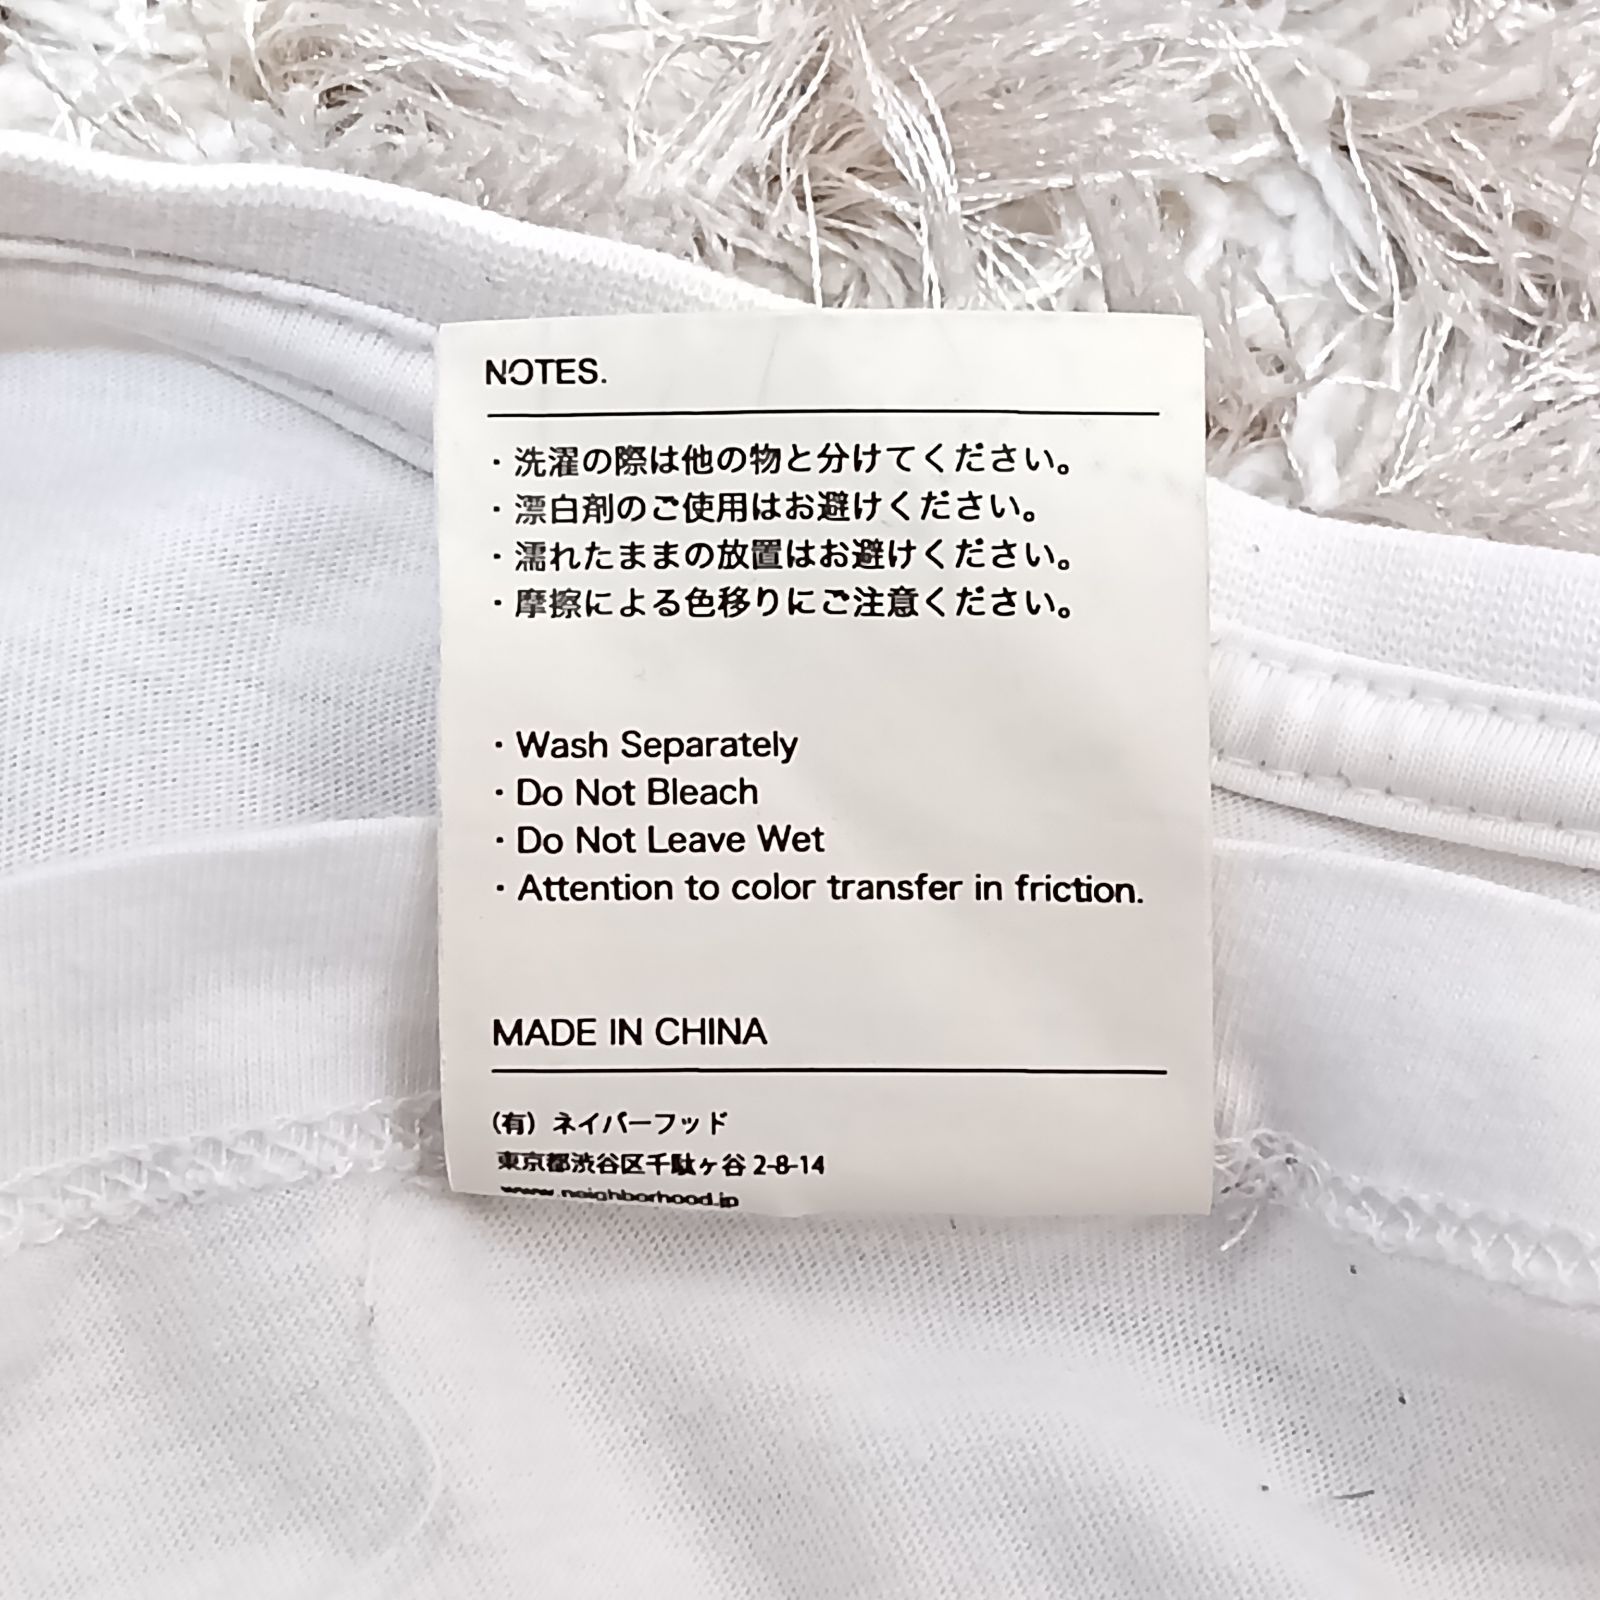 NOTES.
・洗濯の際は他の物と分けてください。
・漂白剤のご使用はお避けください。
・濡れたままの放置はお避けください。
・摩擦による色移りにご注意ください。
・Wash Separately
・Do Not Bleach
・Do Not Leave Wet
・Attention to color transfer in friction.
MADE IN CHINA
(有) ネイバーフッド
東京都渋谷区千駄ヶ谷 2-8-14
www.neighborhood.jp